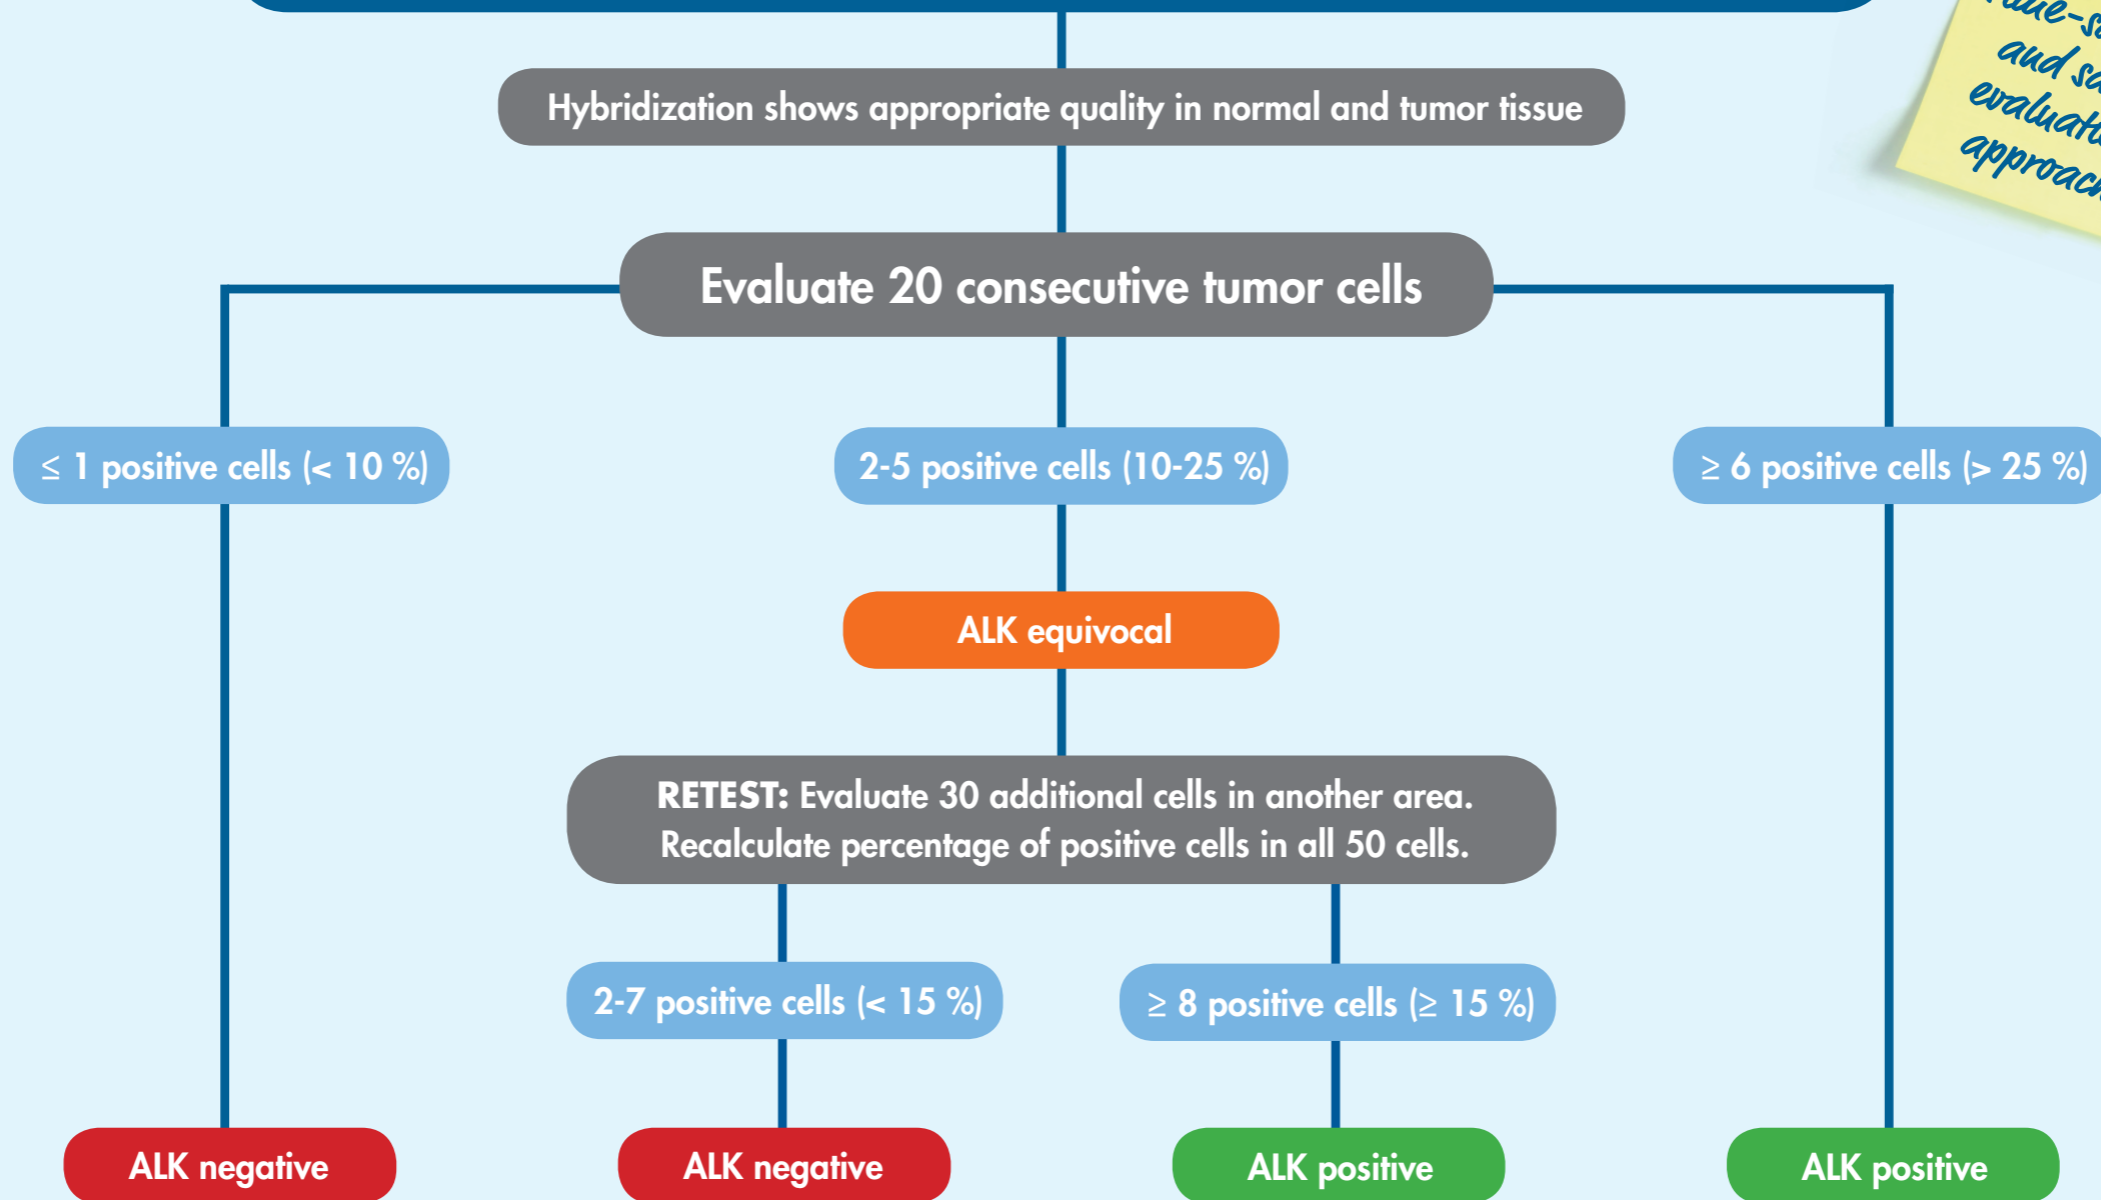 and
evaluati
approach
Hybridization shows appropriate quality in normal and tumor tissue
Evaluate 20 consecutive tumor cells
≤ 1 positive cells (< 10 %)
2-5 positive cells (10-25 %)
≥ 6 positive cells (> 25 %)
ALK equivocal
RETEST: Evaluate 30 additional cells in another area.
Recalculate percentage of positive cells in all 50 cells.
2-7 positive cells (< 15 %)
≥ 8 positive cells (≥ 15 %)
ALK negative
ALK negative
ALK positive
ALK positive